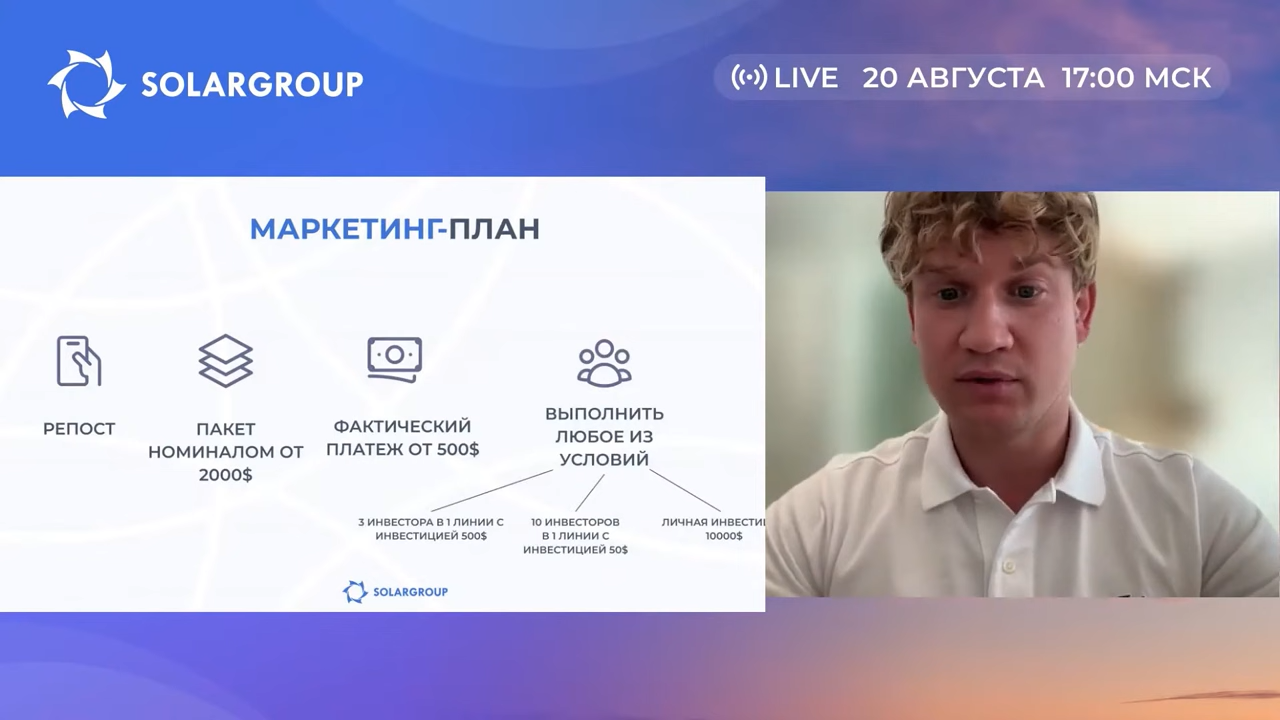 SOLARGROUP
LIVE 20 АВГУСТА 17:00 МСК
МАРКЕТИНГ-ПЛАН
РЕПОСТ
ПАКЕТ
НОМИНАЛОМ ОТ
2000$
ФАКТИЧЕСКИЙ
ПЛАТЕЖ ОТ 500$
ВЫПОЛНИТЬ
ЛЮБОЕ ИЗ
УСЛОВИЙ
3 ИНВЕСТОРА В 1 ЛИНИИ С
ИНВЕСТИЦИЕЙ 500$
10 ИНВЕСТОРОВ
В 1 ЛИНИИ С
ИНВЕСТИЦИЕЙ 50$
ЛИЧНАЯ
10000$
SOLARGROUP